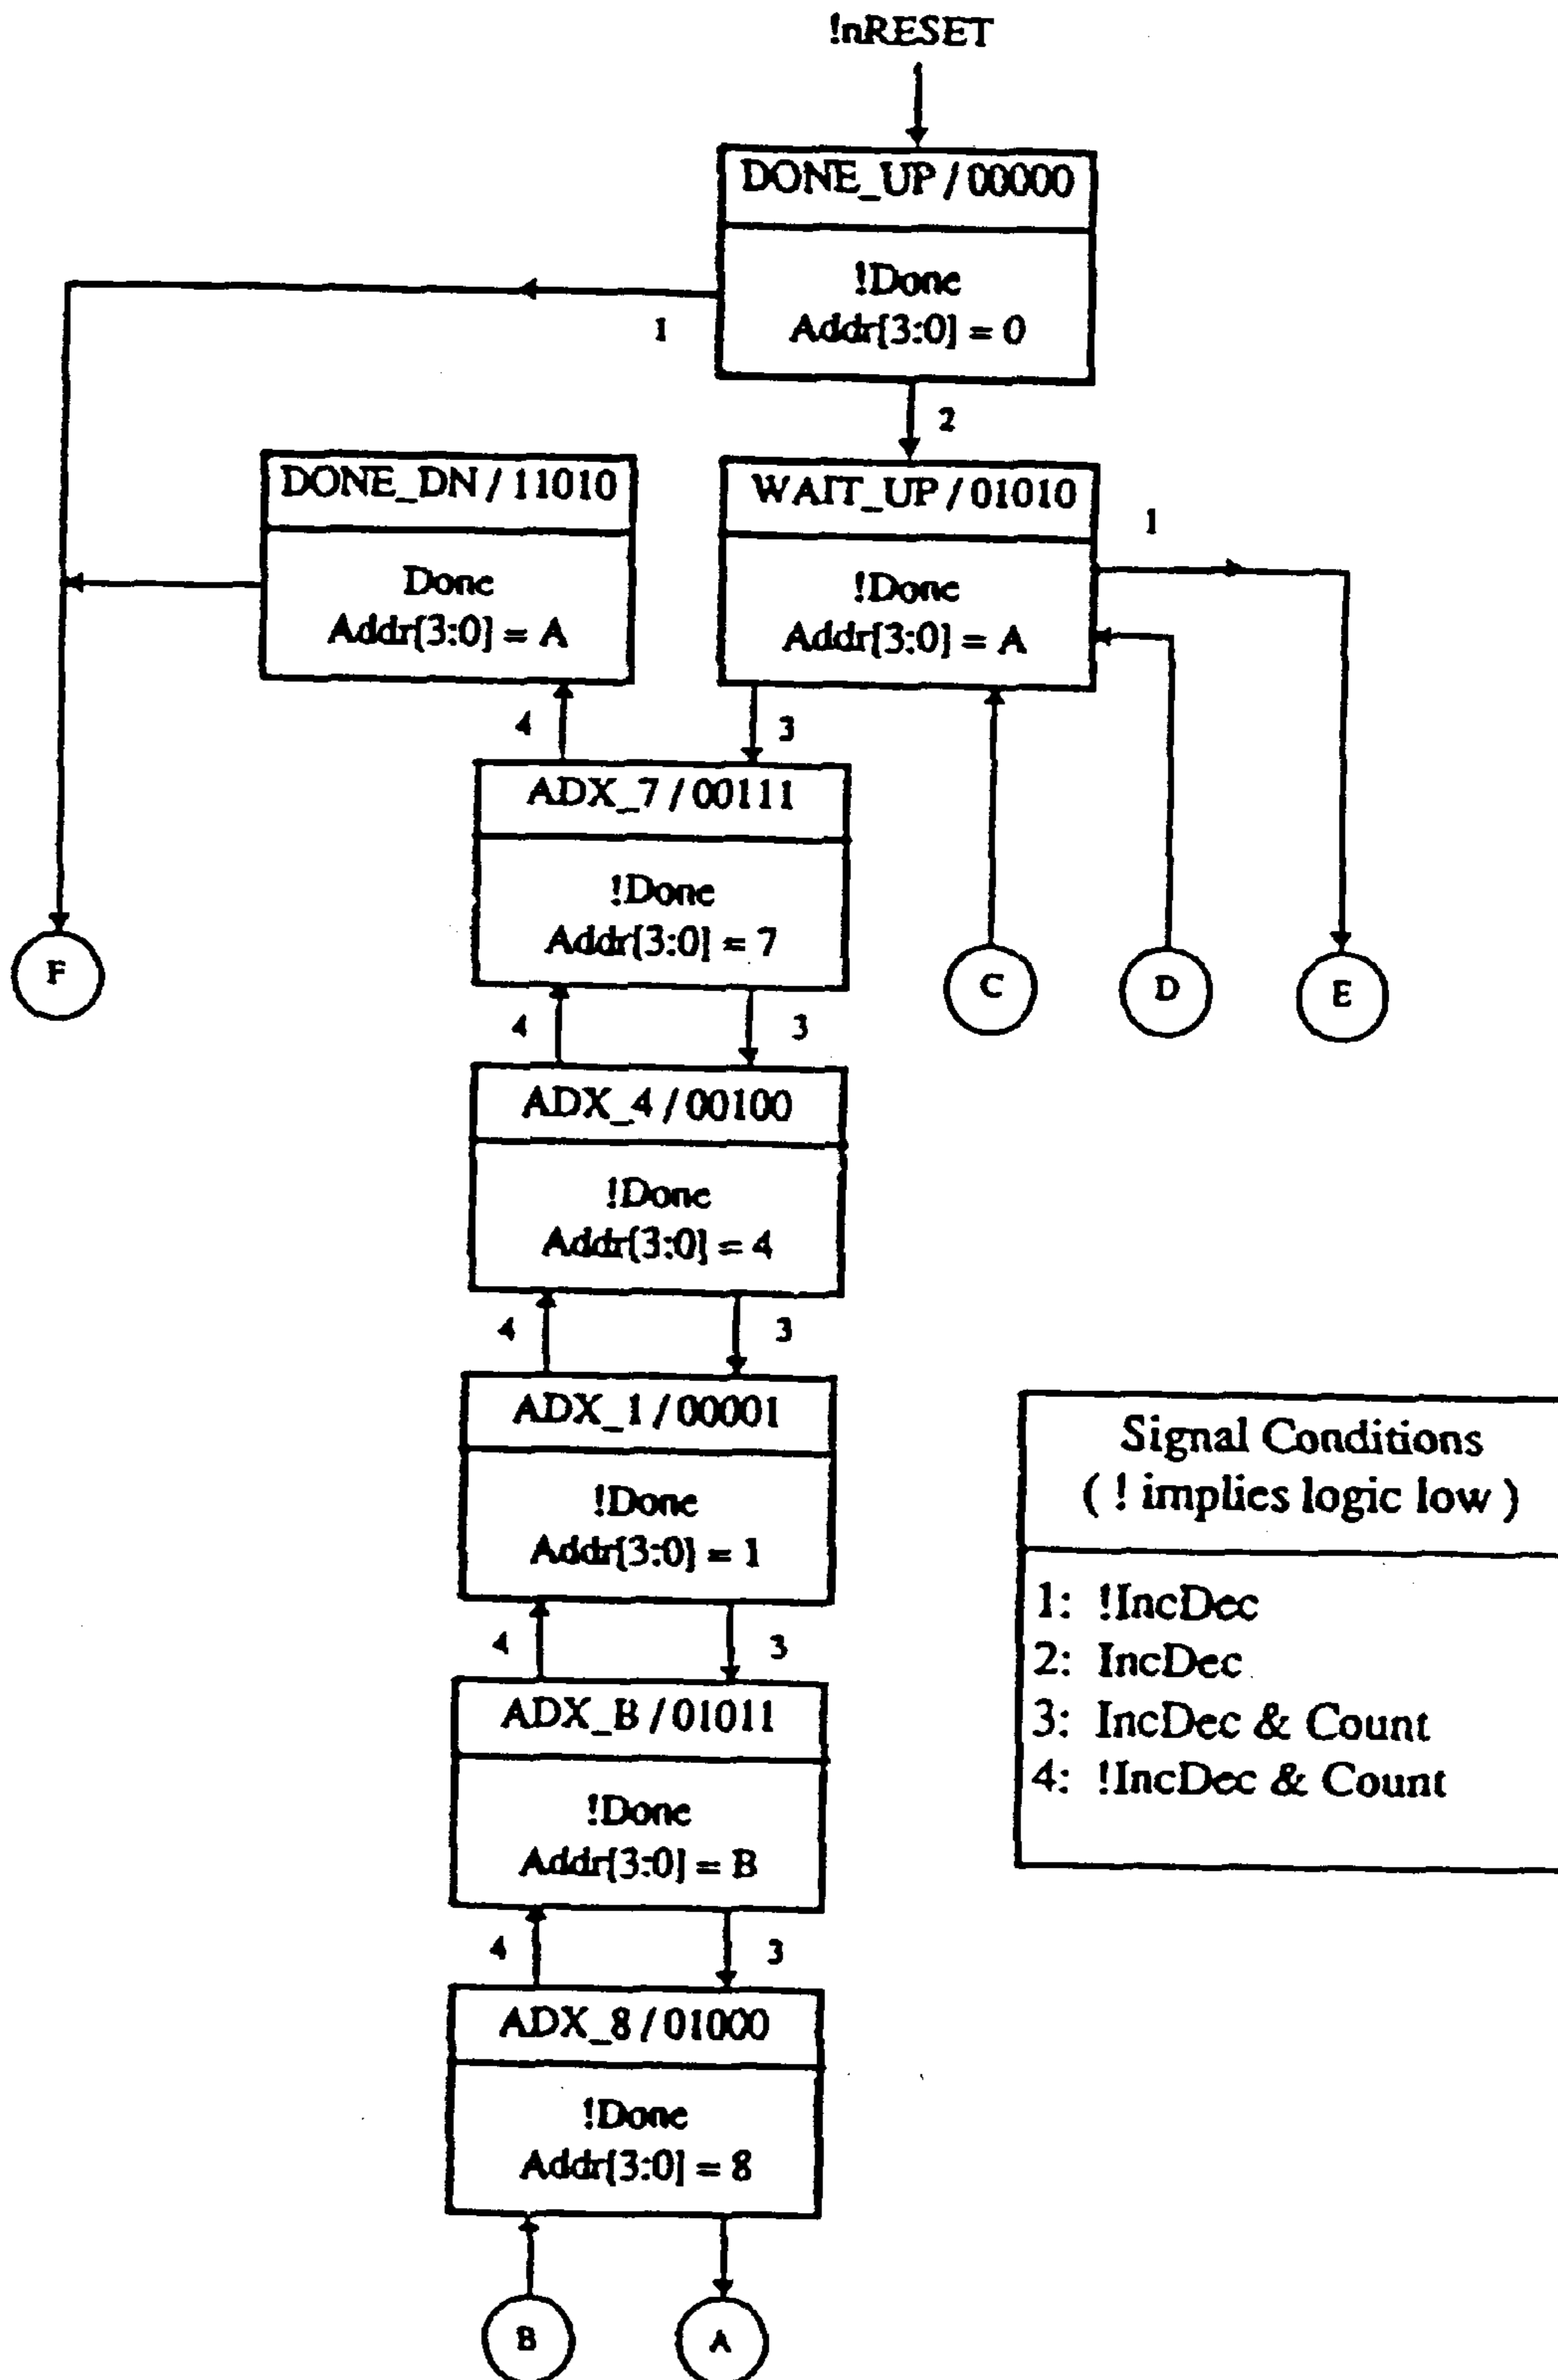 !nRESET
DONE_UP / 00000
!Done
Addr[3:0] = 0
1
2
DONE_DN / 11010
Done
Addr[3:0] = A
WAIT_UP / 01010
!Done
Addr[3:0] = A
1
4
3
ADX_7 / 00111
!Done
Addr[3:0] = 7
F
C
D
E
4
3
ADX_4 / 00100
!Done
Addr[3:0] = 4
4
3
ADX_1 / 00001
!Done
Addr[3:0] = 1
4
3
ADX_B / 01011
!Done
Addr[3:0] = B
4
3
ADX_8 / 01000
!Done
Addr[3:0] = 8
B
A
Signal Conditions
( ! implies logic low )
1: !IncDec
2: IncDec
3: IncDec & Count
4: !IncDec & Count